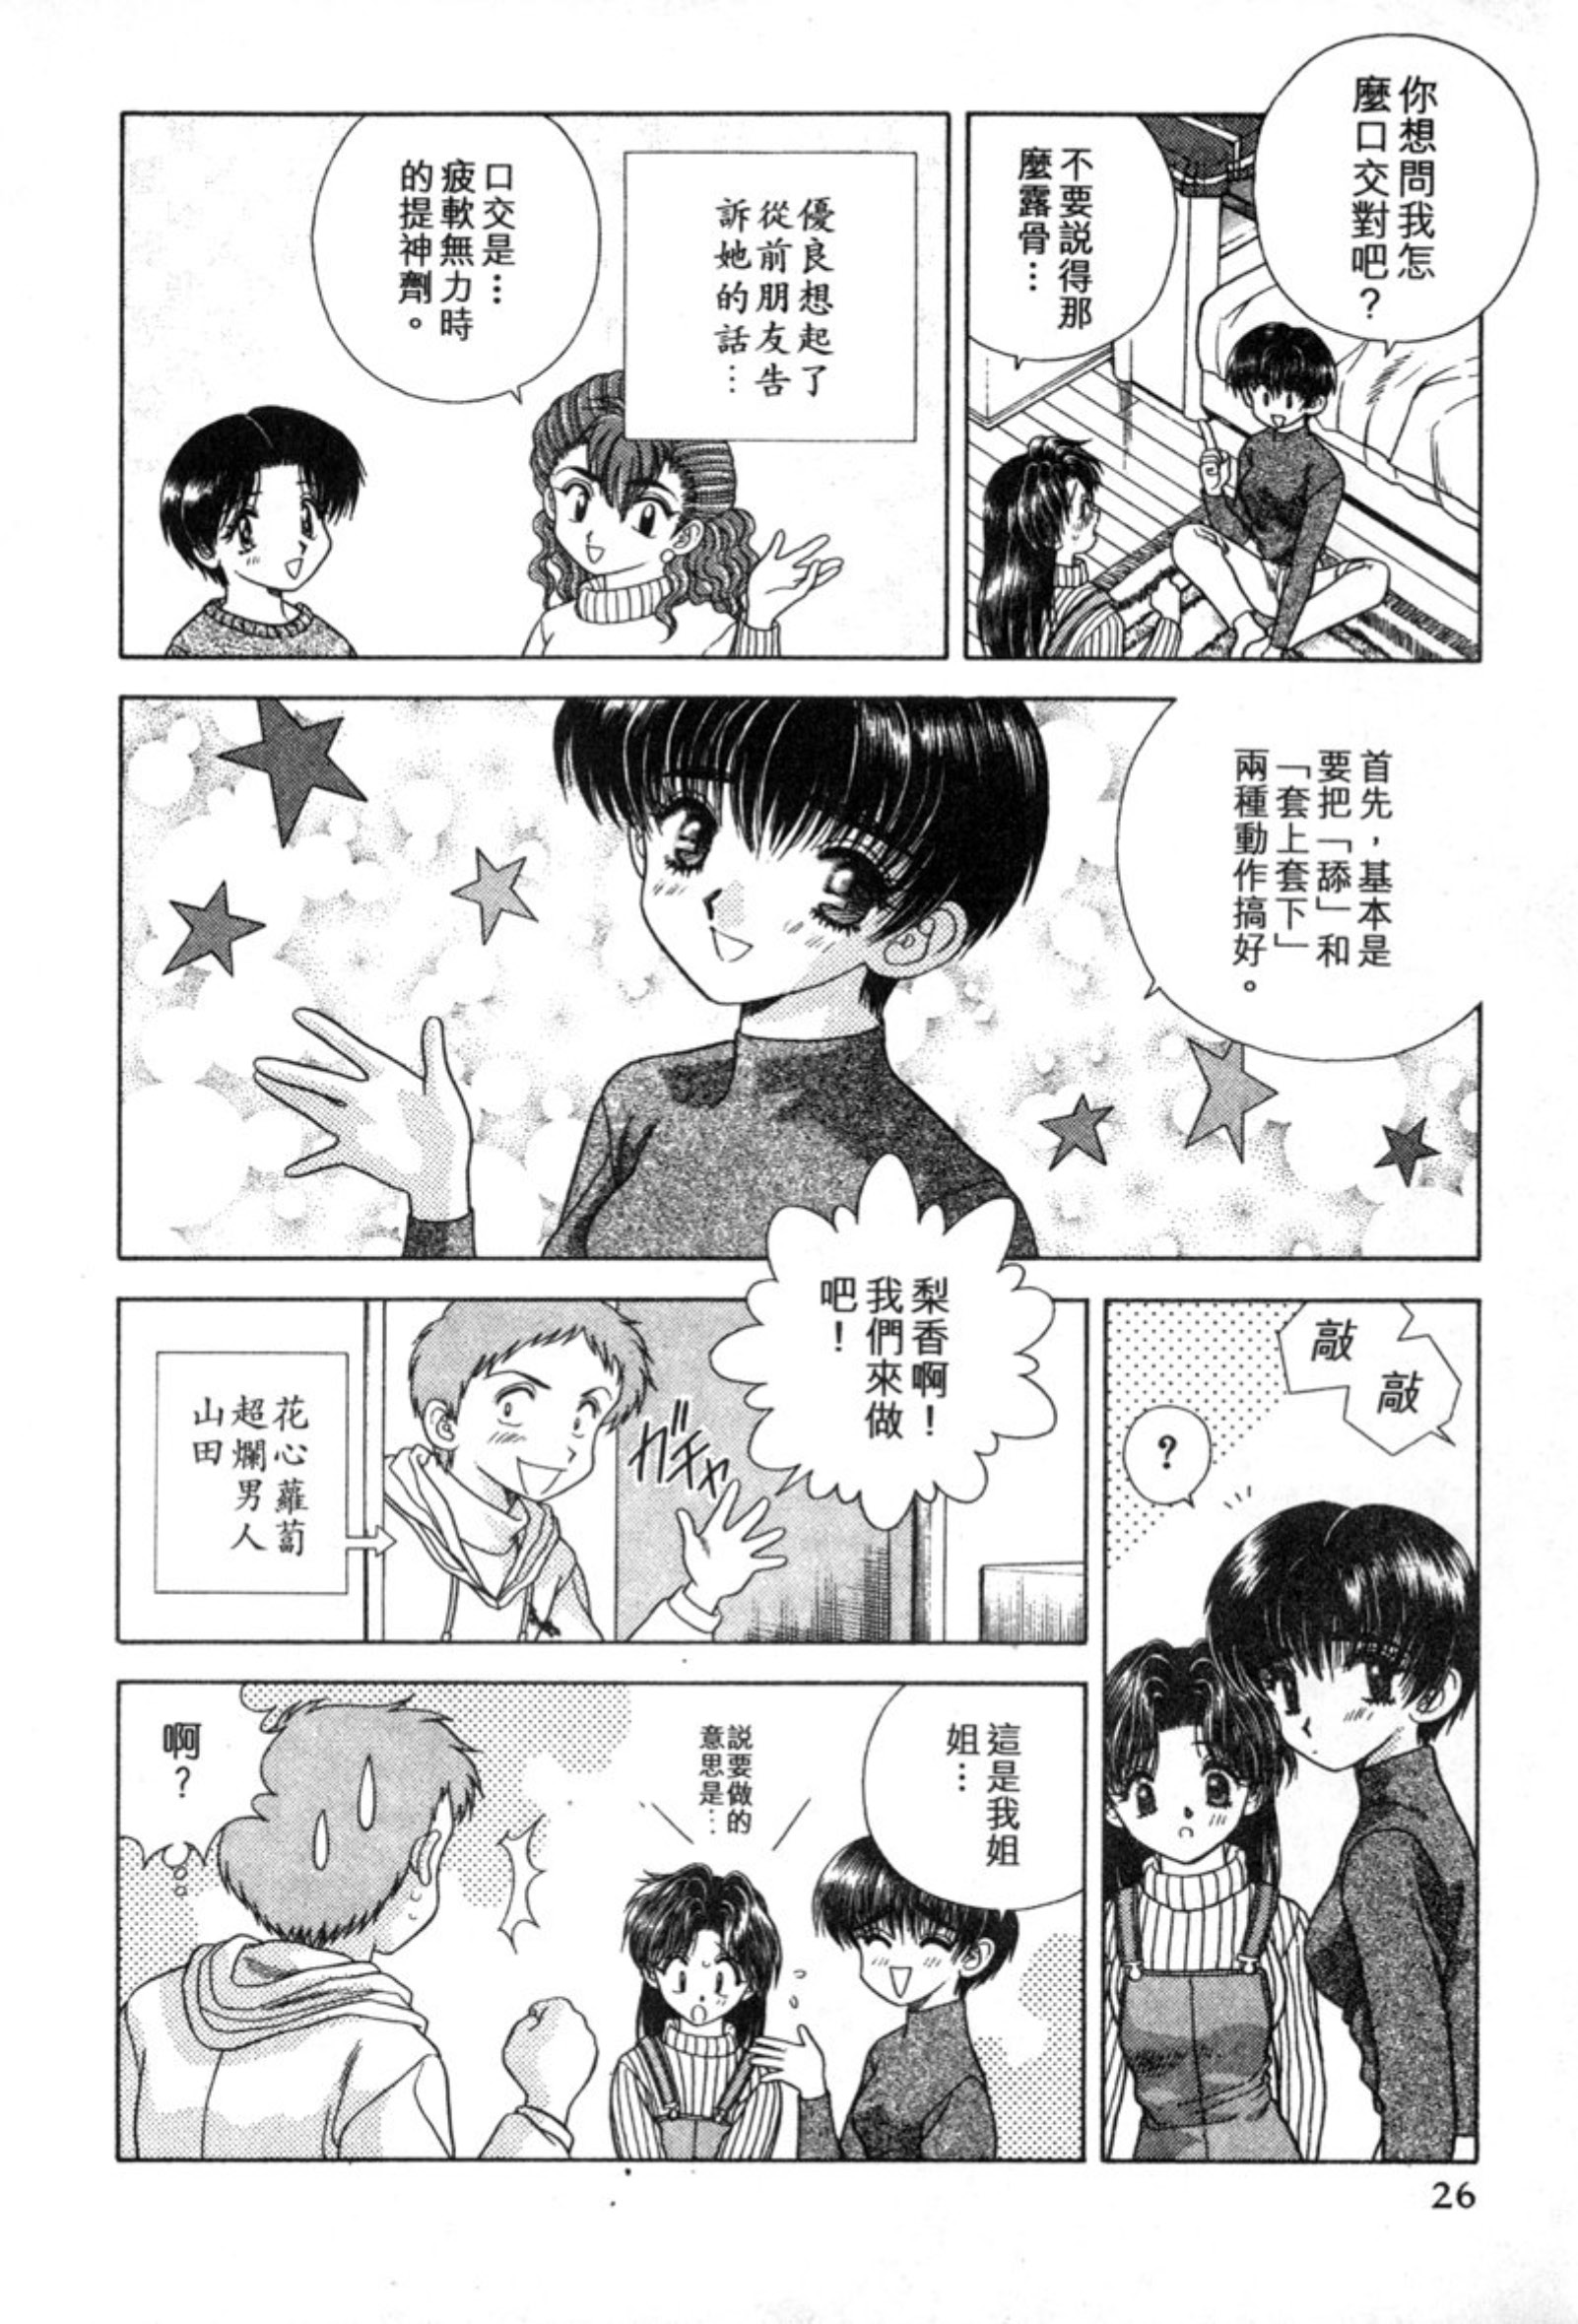 你想問我怎
麼口交對吧？
不要說得那
麼露骨…
優良想起了
從前朋友告
訴她的話…
口交是…
疲軟無力時
的提神劑。
首先，基本是
要把「舔」和
「套上套下」
兩種動作搞好。
敲
敲
？
梨香啊！
我們來做
吧！
ガチャ
花心蘿蔔
超爛男人
山田
這是我姐
姐…
說要做的
意思是…
啊？
26